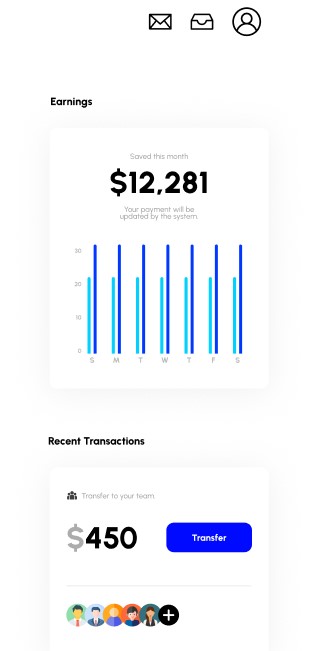 Earnings
Saved this month
$12,281
Your payment will be
updated by the system.
30
20
10
0
S M T W T F S
Recent Transactions
Transfer to your team
$450
Transfer